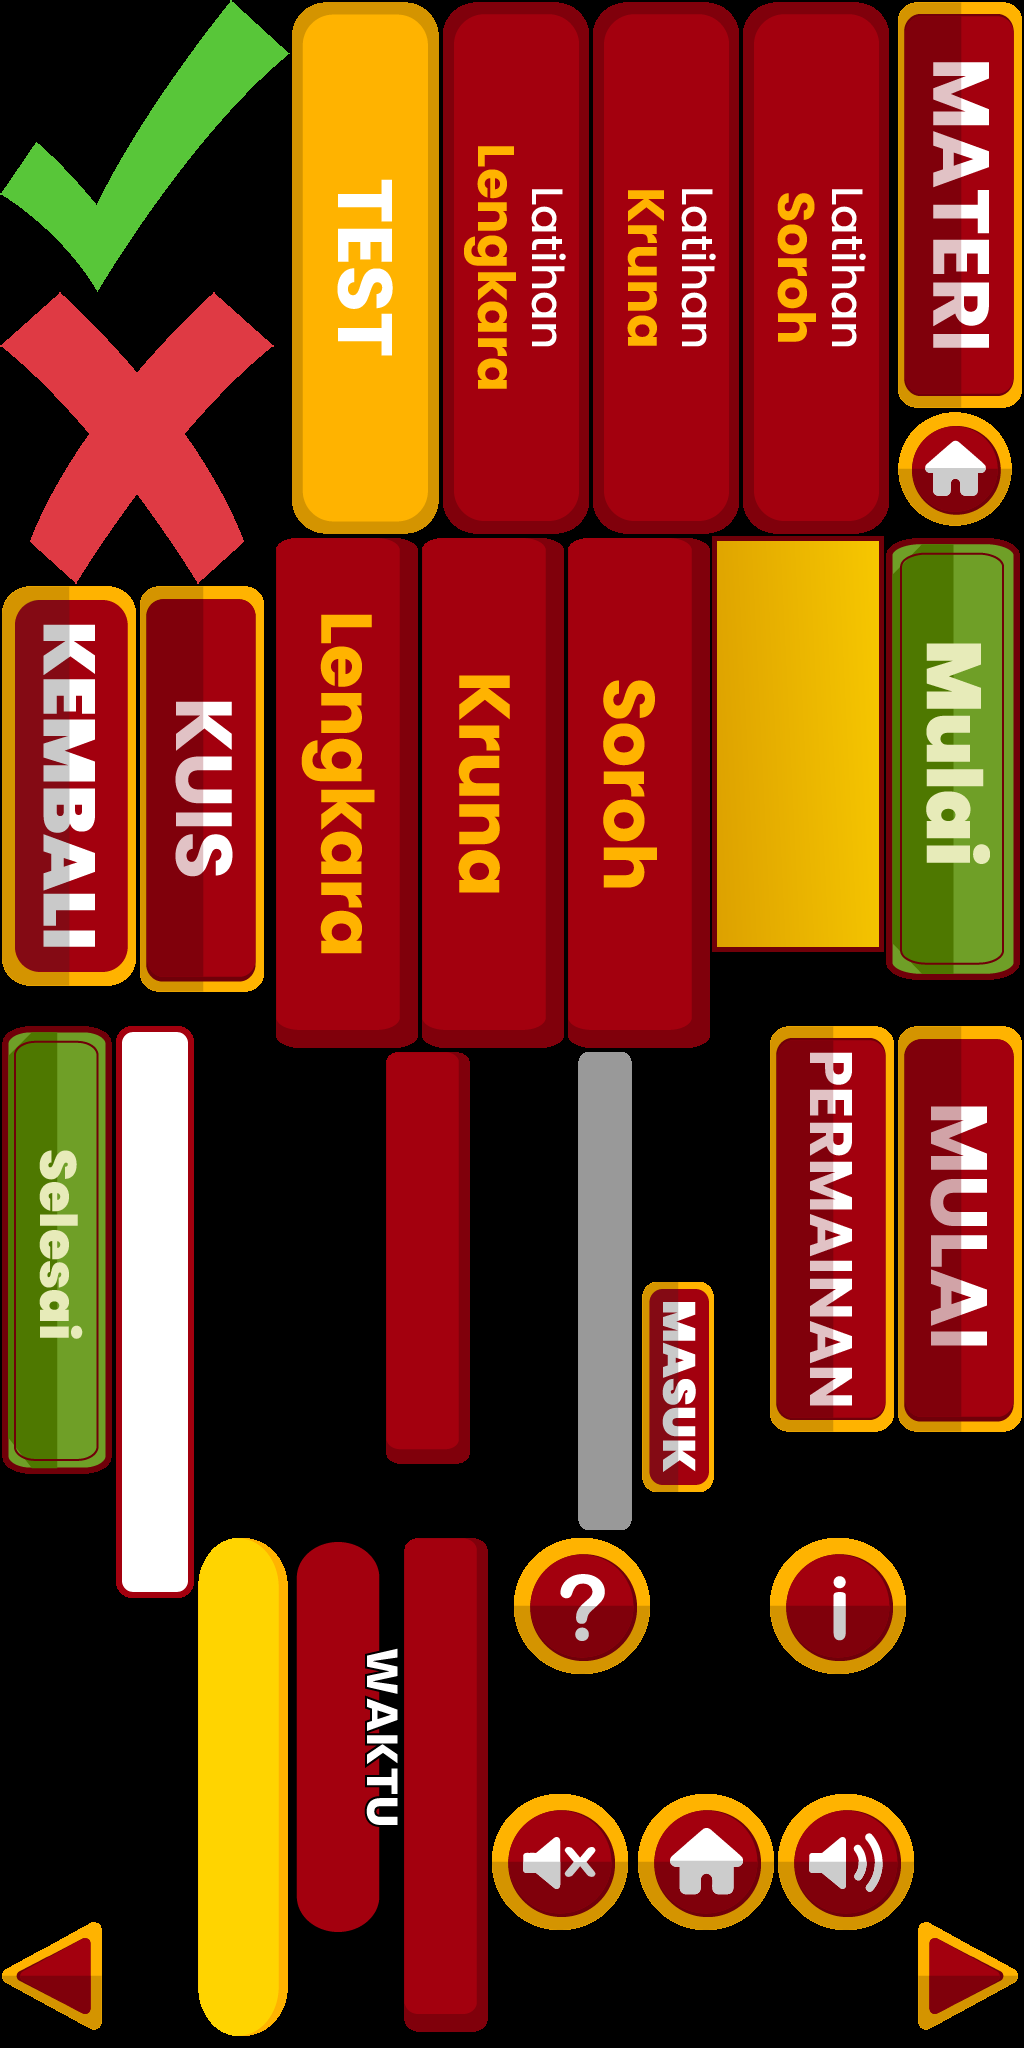 TEST
Latihan
Lengkara
Latihan
Kruna
Latihan
Soroh
MATERI
KEMBALI
KUIS
Lengkara
Kruna
Soroh
Mulai
Selesai
MASUK
PERMAINAN
MULAI
?
i
WAKTU